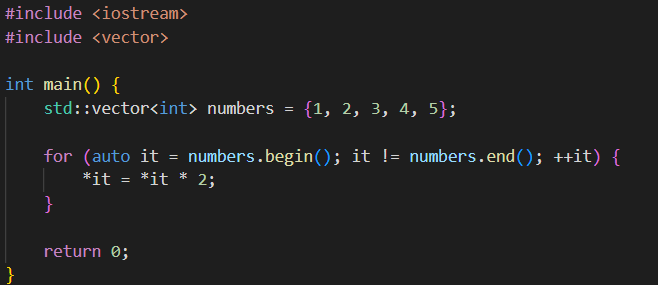 #include <iostream>
#include <vector>

int main() {
    std::vector<int> numbers = {1, 2, 3, 4, 5};

    for (auto it = numbers.begin(); it != numbers.end(); ++it) {
        *it = *it * 2;
    }

    return 0;
}